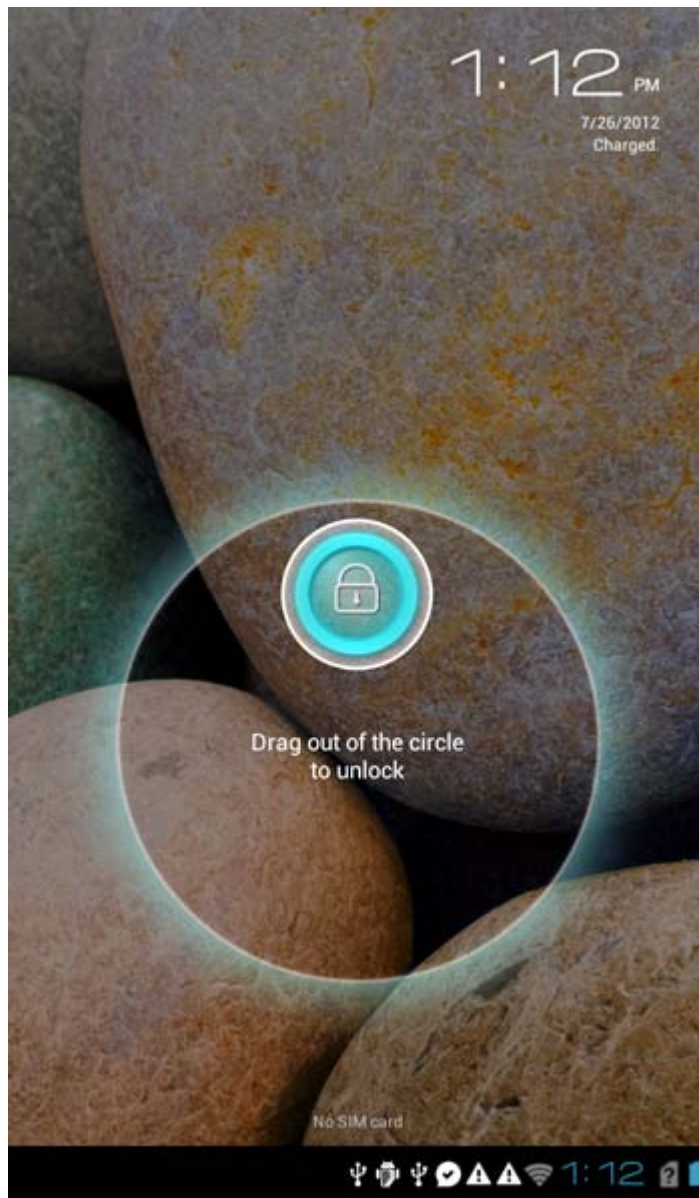 1:12 PM
7/26/2012
Charged.
Drag out of the circle
to unlock
No SIM card
1:12